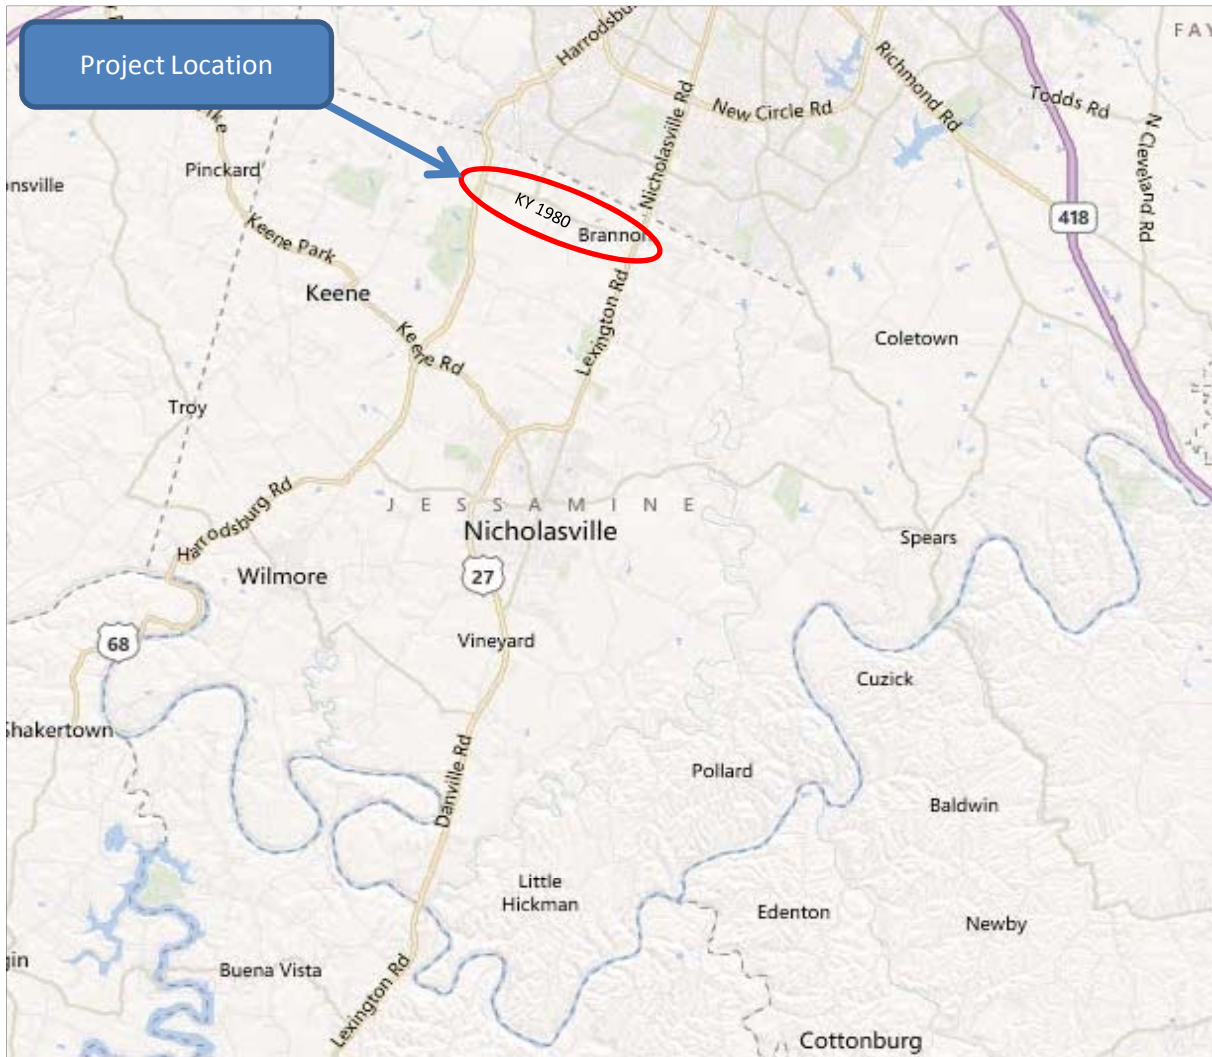 Project Location
Harrodsbu
FAY
Richmond Rd
Todds Rd
New Circle Rd
N Cleveland Rd
Nicholasville Rd
Pinckard
onsville
KY 1980
Brannon
418
Keene Park
Keene
Lexington Rd
Keene Rd
Coletown
Troy
Harrodsburg Rd
JESSAMINE
Nicholasville
Spears
Wilmore
27
68
Vineyard
Cuzick
Shakertown
Danville Rd
Pollard
Baldwin
Little
Hickman
Edenton
Newby
gin
Buena Vista
Lexington Rd
Cottonburg